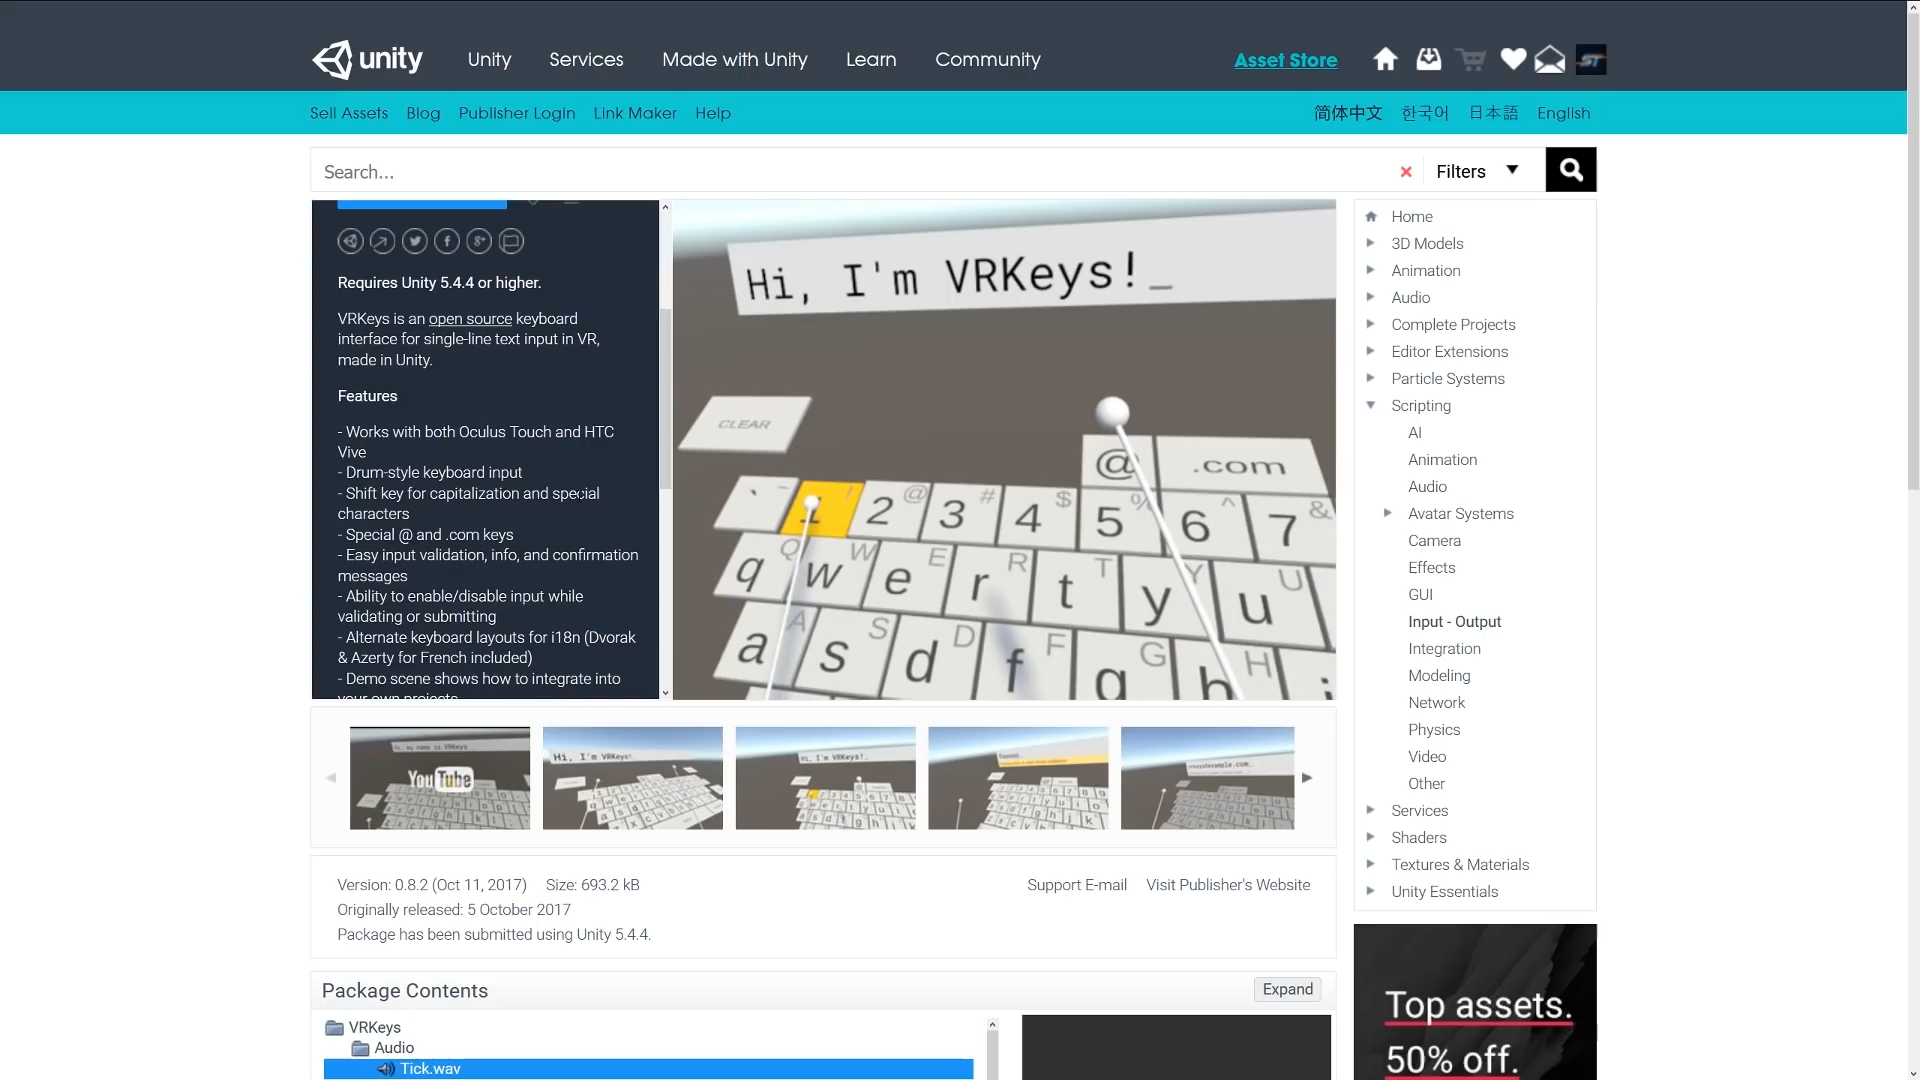 unity
Unity Services Made with Unity Learn Community
Asset Store
ST
Sell Assets Blog Publisher Login Link Maker Help
简体中文 한국어 日本語 English
Search...
Filters
Requires Unity 5.4.4 or higher.
VRKeys is an open source keyboard
interface for single-line text input in VR,
made in Unity.
Features
- Works with both Oculus Touch and HTC
Vive
- Drum-style keyboard input
- Shift key for capitalization and special
characters
- Special @ and .com keys
- Easy input validation, info, and confirmation
messages
- Ability to enable/disable input while
validating or submitting
- Alternate keyboard layouts for i18n (Dvorak
& Azerty for French included)
- Demo scene shows how to integrate into
your own projects
Hi, I'm VRKeys!_
CLEAR
@ .com
` ~ 1 ! 2 @ 3 # 4 $ 5 % 6 ^ 7 &
q Q w W e E r R t T y Y u U
a A s S d D f F g G h H
Home
3D Models
Animation
Audio
Complete Projects
Editor Extensions
Particle Systems
Scripting
AI
Animation
Audio
Avatar Systems
Camera
Effects
GUI
Input - Output
Integration
Modeling
Network
Physics
Video
Other
Services
Shaders
Textures & Materials
Unity Essentials
YouTube
Hi, I'm VRKeys!
Hi, I'm VRKeys!_
Version: 0.8.2 (Oct 11, 2017) Size: 693.2 kB
Support E-mail Visit Publisher's Website
Originally released: 5 October 2017
Package has been submitted using Unity 5.4.4.
Package Contents
Expand
VRKeys
Audio
Tick.wav
Top assets.
50% off.